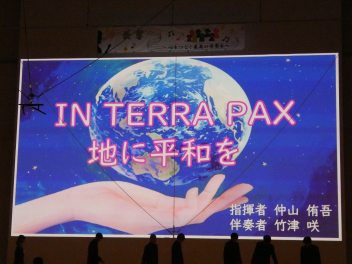 IN TERRA PAX
地に平和を
指揮者 仲山 侑吾
伴奏者 竹津 咲